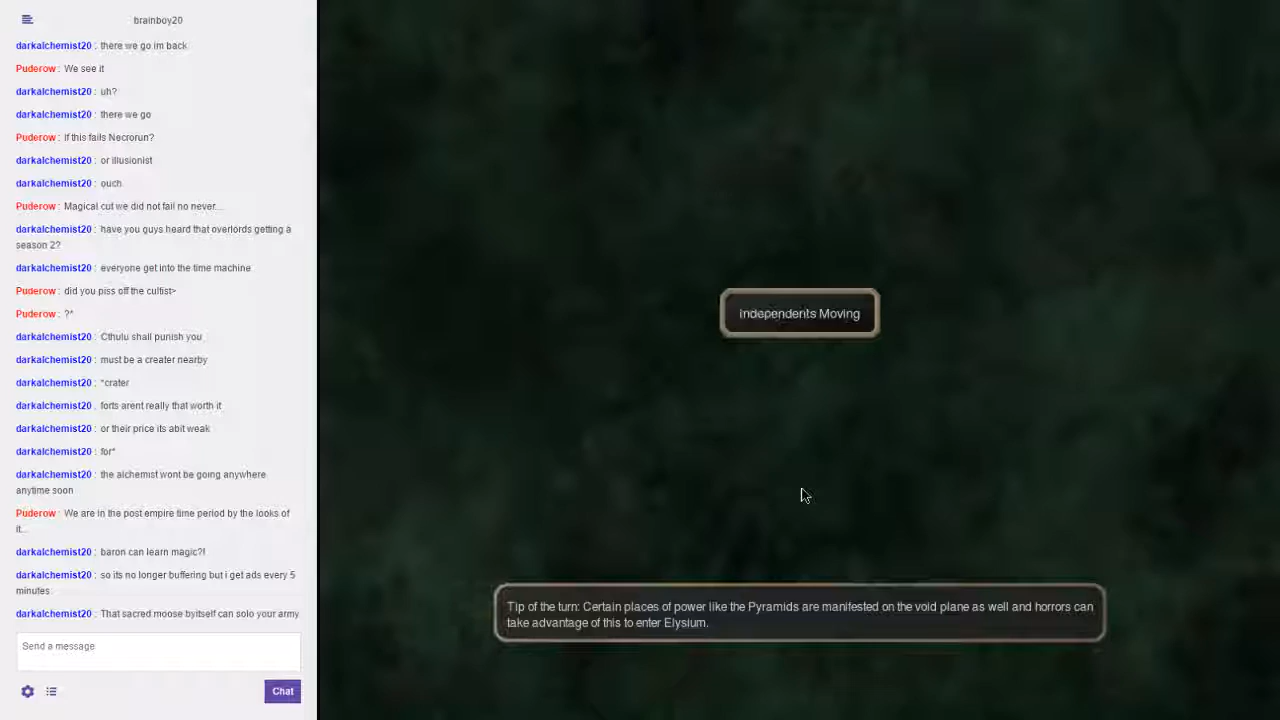 brainboy20
darkalchemist20 : there we go im back
Puderow : We see it
darkalchemist20 : uh?
darkalchemist20 : there we go
Puderow : If this fails Necrorun?
darkalchemist20 : or illusionist
darkalchemist20 : ouch
Puderow : Magical cut we did not fail no never...
darkalchemist20 : have you guys heard that overlords getting a
season 2?
darkalchemist20 : everyone get into the time machine
Puderow : did you piss off the cultist>
Puderow : ?*
darkalchemist20 : Cthulu shall punish you
darkalchemist20 : must be a creater nearby
darkalchemist20 : *crater
darkalchemist20 : forts arent really that worth it
darkalchemist20 : or their price its abit weak
darkalchemist20 : for*
darkalchemist20 : the alchemist wont be going anywhere
anytime soon
Puderow : We are in the post empire time period by the looks of
it...
darkalchemist20 : baron can learn magic?!
darkalchemist20 : so its no longer buffering but i get ads every 5
minutes
darkalchemist20 : That sacred moose byitself can solo your army
Send a message
Chat
Independents Moving
Tip of the turn: Certain places of power like the Pyramids are manifested on the void plane as well and horrors can
take advantage of this to enter Elysium.